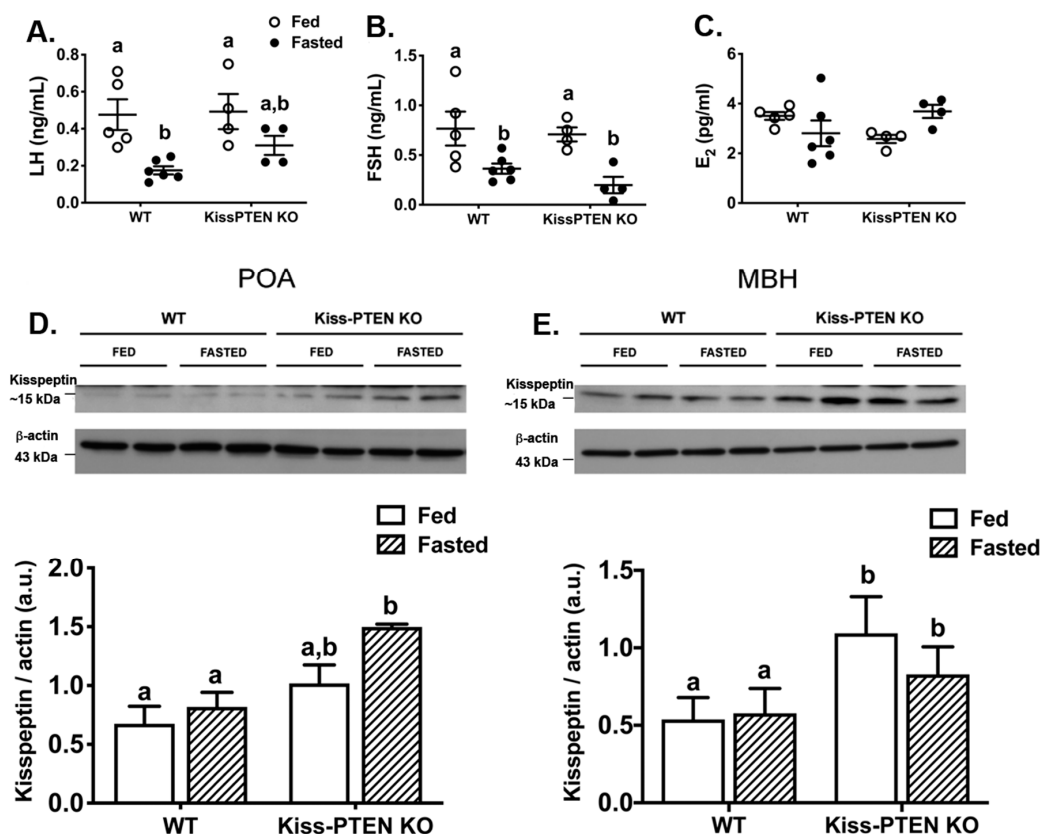 A.
Fed
Fasted
a
a
b
a,b
LH (ng/mL)
0.8
0.6
0.4
0.2
0.0
WT
KissPTEN KO
B.
a
a
b
b
FSH (ng/mL)
1.5
1.0
0.5
0.0
WT
KissPTEN KO
C.
E2 (pg/ml)
6
4
2
0
WT
KissPTEN KO
POA
MBH
D.
WT
Kiss-PTEN KO
FED
FASTED
FED
FASTED
Kisspeptin
~15 kDa
β-actin
43 kDa
E.
WT
Kiss-PTEN KO
FED
FASTED
FED
FASTED
Kisspeptin
~15 kDa
β-actin
43 kDa
Fed
Fasted
Kisspeptin / actin (a.u.)
2.0
1.5
1.0
0.5
0.0
a
a
a,b
b
WT
Kiss-PTEN KO
Fed
Fasted
Kisspeptin / actin (a.u.)
1.5
1.0
0.5
0.0
a
a
b
b
WT
Kiss-PTEN KO